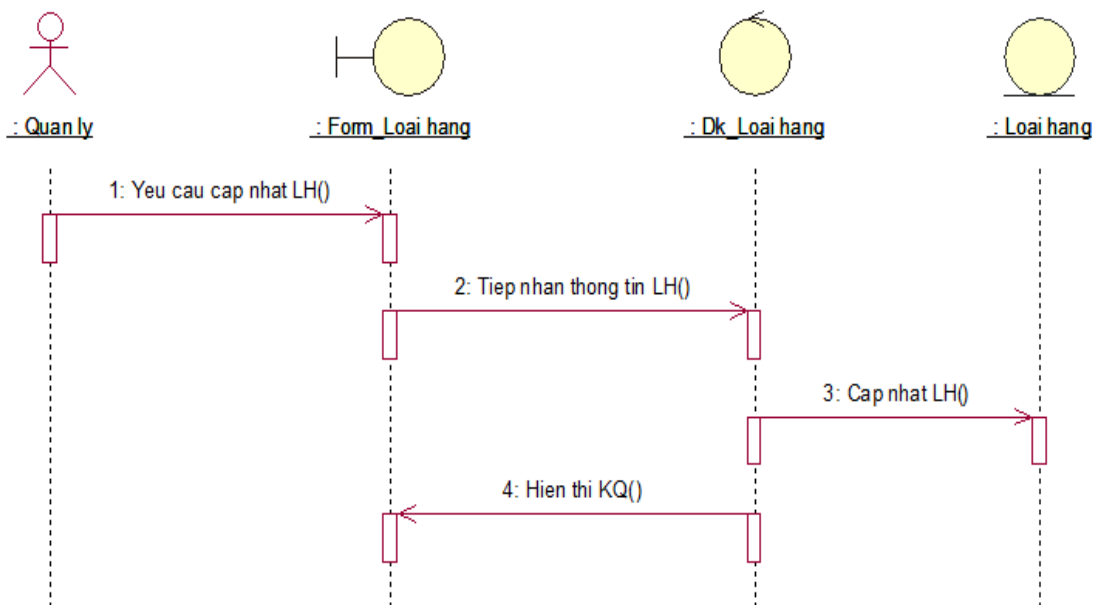 : Quan ly
: Form_Loai hang
: Dk_Loai hang
: Loai hang
1: Yeu cau cap nhat LH()
2: Tiep nhan thong tin LH()
3: Cap nhat LH()
4: Hien thi KQ()